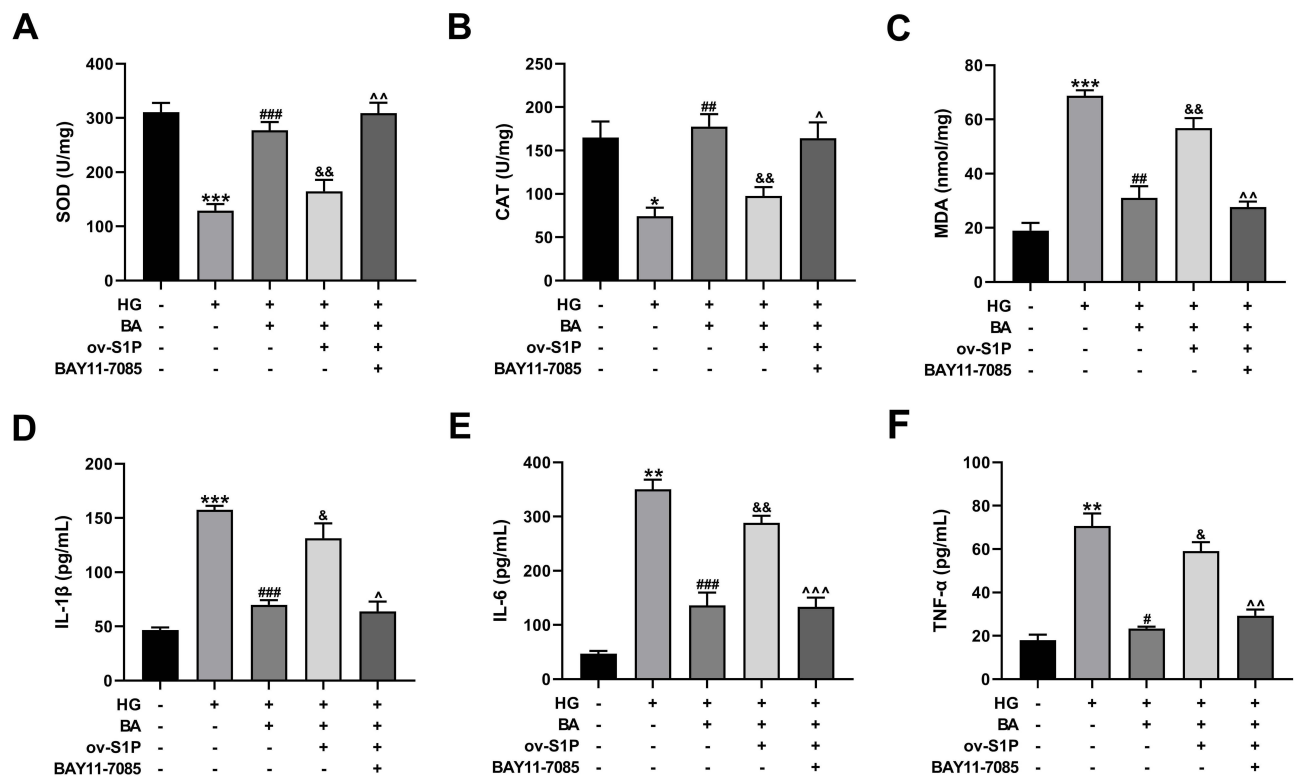 A
SOD (U/mg)
400
300
200
100
0
***
###
&&
^^
HG - + + + +
BA - - + + +
ov-S1P - - - + +
BAY11-7085 - - - - +
B
CAT (U/mg)
250
200
150
100
50
0
*
##
&&
^
HG - + + + +
BA - - + + +
ov-S1P - - - + +
BAY11-7085 - - - - +
C
MDA (nmol/mg)
80
60
40
20
0
***
##
&&
^^
HG - + + + +
BA - - + + +
ov-S1P - - - + +
BAY11-7085 - - - - +
D
IL-1β (pg/mL)
200
150
100
50
0
***
###
&
^
HG - + + + +
BA - - + + +
ov-S1P - - - + +
BAY11-7085 - - - - +
E
IL-6 (pg/mL)
400
300
200
100
0
**
###
&&
^^^
HG - + + + +
BA - - + + +
ov-S1P - - - + +
BAY11-7085 - - - - +
F
TNF-α (pg/mL)
100
80
60
40
20
0
**
#
&
^^
HG - + + + +
BA - - + + +
ov-S1P - - - + +
BAY11-7085 - - - - +